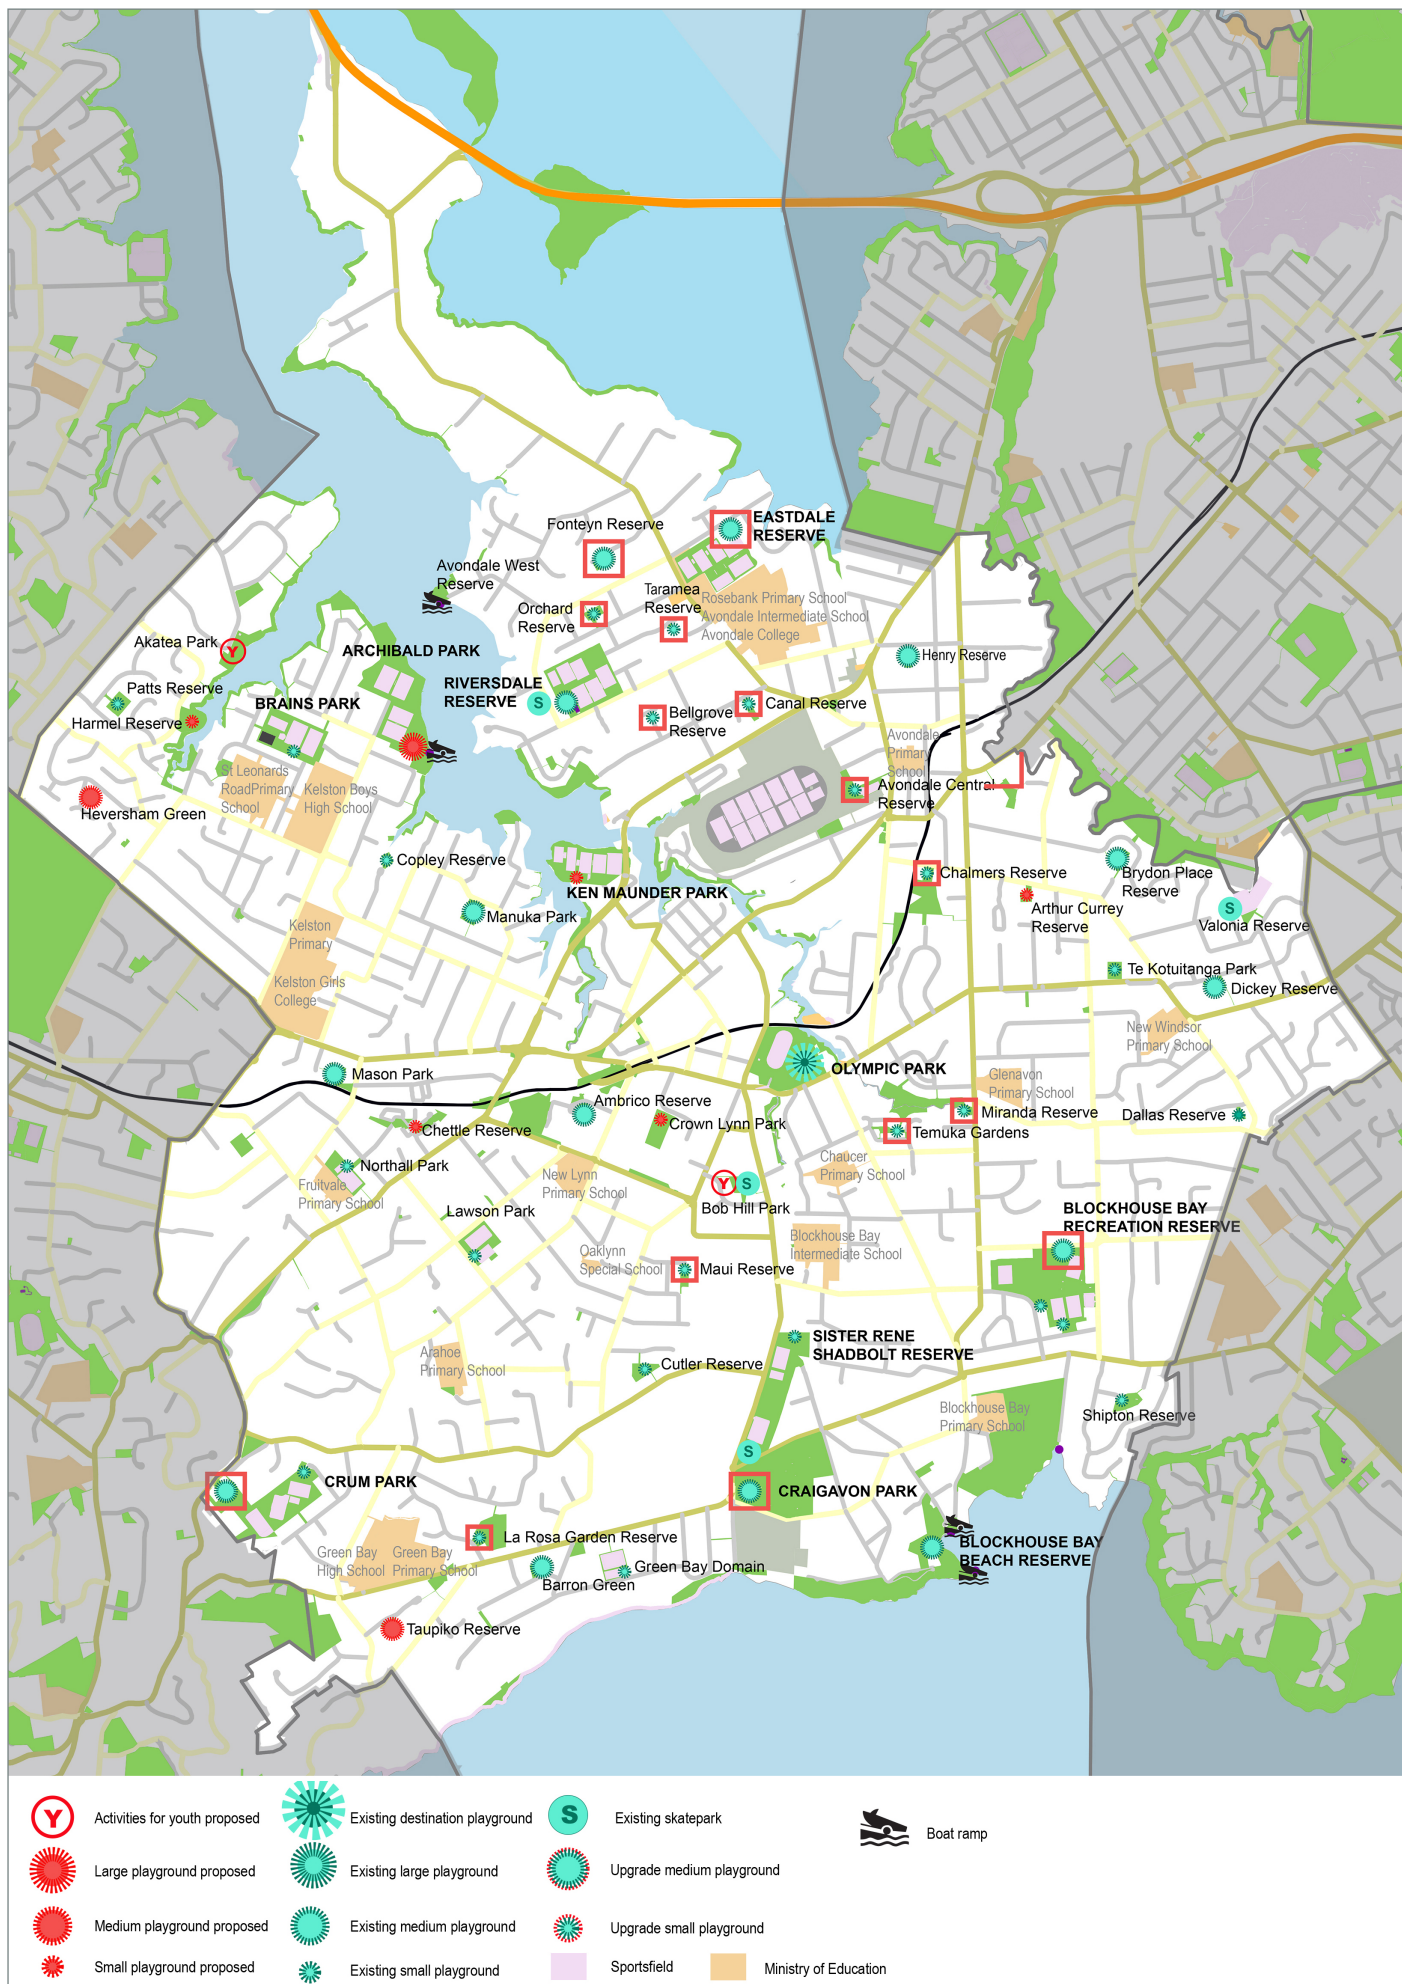 Fonteyn Reserve
EASTDALE
RESERVE
Avondale West
Reserve
Taramea
Reserve
Rosebank Primary School
Avondale Intermediate School
Avondale College
Orchard
Reserve
Akatea Park
Y
ARCHIBALD PARK
Henry Reserve
Patts Reserve
RIVERSDALE
RESERVE
S
BRAINS PARK
Harmel Reserve
Bellgrove
Reserve
Canal Reserve
Avondale
Primary
School
St Leonards
RoadPrimary
School
Kelston Boys
High School
Avondale Central
Reserve
Heversham Green
Copley Reserve
KEN MAUNDER PARK
Chalmers Reserve
Brydon Place
Reserve
Arthur Currey
Reserve
S
Valonia Reserve
Manuka Park
Kelston
Primary
Te Kotuitanga Park
Dickey Reserve
Kelston Girls
College
New Windsor
Primary School
OLYMPIC PARK
Mason Park
Glenavon
Primary School
Ambrico Reserve
Miranda Reserve
Dallas Reserve
Crown Lynn Park
Chettle Reserve
Temuka Gardens
Northall Park
Fruitvale
Primary School
New Lynn
Primary School
Chaucer
Primary School
Y
S
Bob Hill Park
Lawson Park
BLOCKHOUSE BAY
RECREATION RESERVE
Blockhouse Bay
Intermediate School
Oaklynn
Special School
Maui Reserve
SISTER RENE
SHADBOLT RESERVE
Arahoe
Primary School
Cutler Reserve
Blockhouse Bay
Primary School
Shipton Reserve
S
CRUM PARK
CRAIGAVON PARK
La Rosa Garden Reserve
Green Bay
High School
Green Bay
Primary School
BLOCKHOUSE BAY
BEACH RESERVE
Green Bay Domain
Barron Green
Taupiko Reserve
Y
Activities for youth proposed
Existing destination playground
S
Existing skatepark
Boat ramp
Large playground proposed
Existing large playground
Upgrade medium playground
Medium playground proposed
Existing medium playground
Upgrade small playground
Small playground proposed
Existing small playground
Sportsfield
Ministry of Education